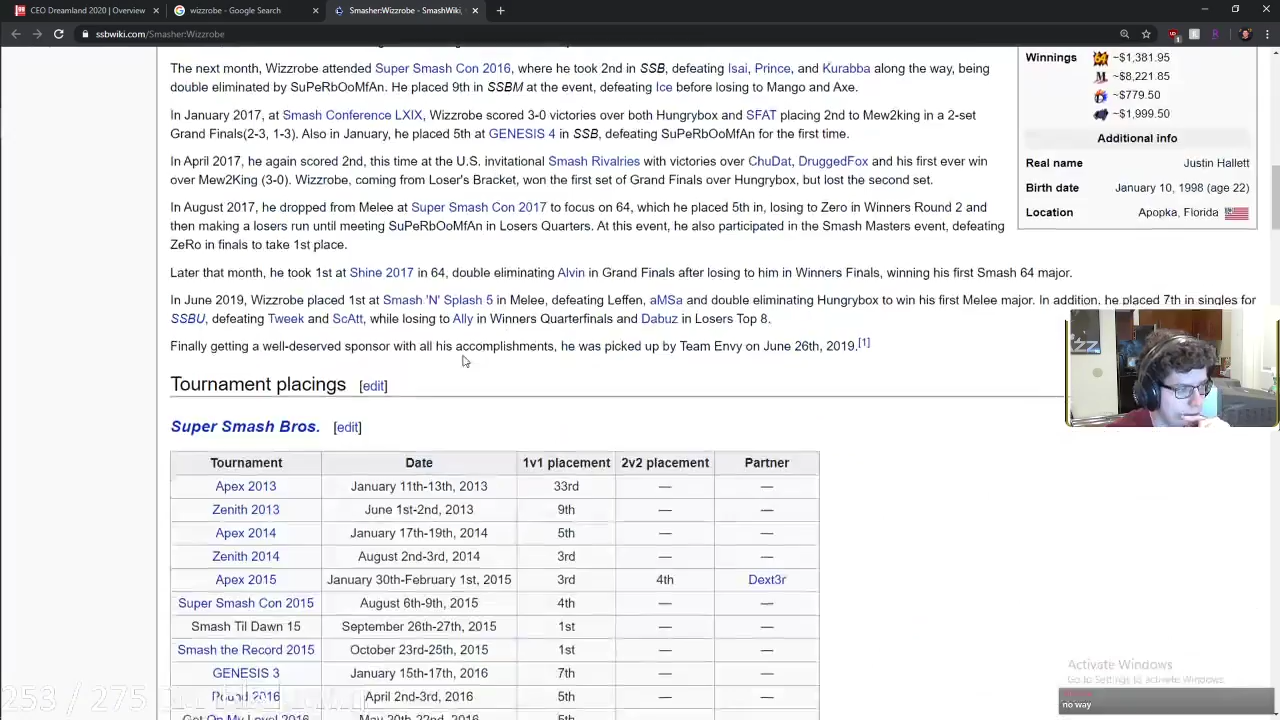 CEO Dreamland 2020 | Overview
wizzrobe - Google Search
Smasher:Wizzrobe - SmashWiki,
ssbwiki.com/Smasher:Wizzrobe
The next month, Wizzrobe attended Super Smash Con 2016, where he took 2nd in SSB, defeating Isai, Prince, and Kurabba along the way, being
double eliminated by SuPeRbOoMfAn. He placed 9th in SSBM at the event, defeating Ice before losing to Mango and Axe.
In January 2017, at Smash Conference LXIX, Wizzrobe scored 3-0 victories over both Hungrybox and SFAT placing 2nd to Mew2king in a 2-set
Grand Finals(2-3, 1-3). Also in January, he placed 5th at GENESIS 4 in SSB, defeating SuPeRbOoMfAn for the first time.
In April 2017, he again scored 2nd, this time at the U.S. invitational Smash Rivalries with victories over ChuDat, DruggedFox and his first ever win
over Mew2King (3-0). Wizzrobe, coming from Loser's Bracket, won the first set of Grand Finals over Hungrybox, but lost the second set.
In August 2017, he dropped from Melee at Super Smash Con 2017 to focus on 64, which he placed 5th in, losing to Zero in Winners Round 2 and
then making a losers run until meeting SuPeRbOoMfAn in Losers Quarters. At this event, he also participated in the Smash Masters event, defeating
ZeRo in finals to take 1st place.
Later that month, he took 1st at Shine 2017 in 64, double eliminating Alvin in Grand Finals after losing to him in Winners Finals, winning his first Smash 64 major.
In June 2019, Wizzrobe placed 1st at Smash 'N' Splash 5 in Melee, defeating Leffen, aMSa and double eliminating Hungrybox to win his first Melee major. In addition, he placed 7th in singles for
SSBU, defeating Tweek and ScAtt, while losing to Ally in Winners Quarterfinals and Dabuz in Losers Top 8.
Finally getting a well-deserved sponsor with all his accomplishments, he was picked up by Team Envy on June 26th, 2019.[1]
Winnings
~$1,381.95
~$8,221.85
~$779.50
~$1,999.50
Additional info
Real name Justin Hallett
Birth date January 10, 1998 (age 22)
Location Apopka, Florida
Tournament placings [edit]
Super Smash Bros. [edit]
Tournament Date 1v1 placement 2v2 placement Partner
Apex 2013 January 11th-13th, 2013 33rd — —
Zenith 2013 June 1st-2nd, 2013 9th — —
Apex 2014 January 17th-19th, 2014 5th — —
Zenith 2014 August 2nd-3rd, 2014 3rd — —
Apex 2015 January 30th-February 1st, 2015 3rd 4th Dext3r
Super Smash Con 2015 August 6th-9th, 2015 4th — —
Smash Til Dawn 15 September 26th-27th, 2015 1st — —
Smash the Record 2015 October 23rd-25th, 2015 1st — —
GENESIS 3 January 15th-17th, 2016 7th — —
Pound 2016 April 2nd-3rd, 2016 5th — —
Get On My Level 2016 May 20th-22nd, 2016 5th — —
253 / 275
Activate Windows
Go to Settings to activate Windows.
no way